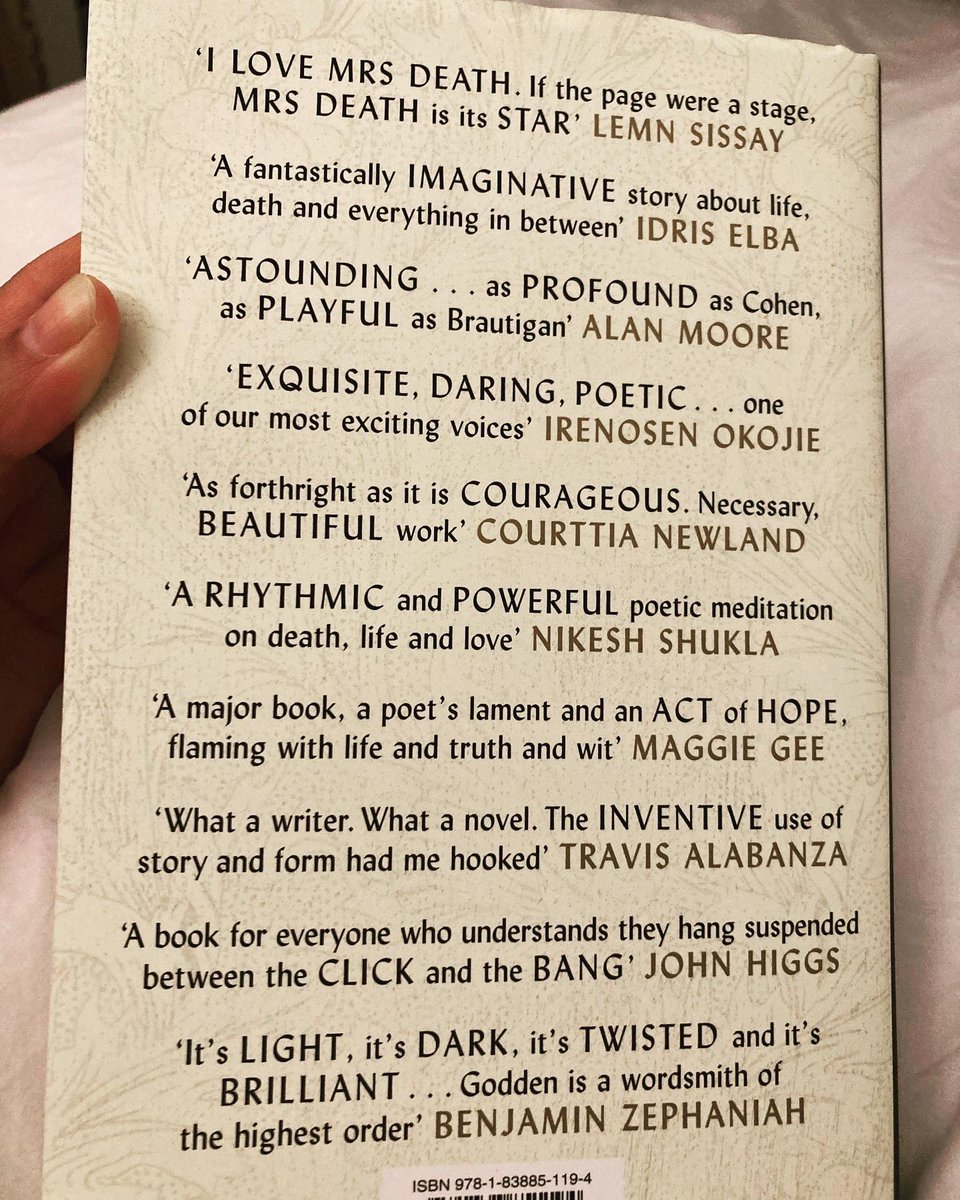 ‘I LOVE MRS DEATH. If the page were a stage,
MRS DEATH is its STAR’ LEMN SISSAY
‘A fantastically IMAGINATIVE story about life,
death and everything in between’ IDRIS ELBA
‘ASTOUNDING . . . as PROFOUND as Cohen,
as PLAYFUL as Brautigan’ ALAN MOORE
‘EXQUISITE, DARING, POETIC . . . one
of our most exciting voices’ IRENOSEN OKOJIE
‘As forthright as it is COURAGEOUS. Necessary,
BEAUTIFUL work’ COURTTIA NEWLAND
‘A RHYTHMIC and POWERFUL poetic meditation
on death, life and love’ NIKESH SHUKLA
‘A major book, a poet’s lament and an ACT of HOPE,
flaming with life and truth and wit’ MAGGIE GEE
‘What a writer. What a novel. The INVENTIVE use of
story and form had me hooked’ TRAVIS ALABANZA
‘A book for everyone who understands they hang suspended
between the CLICK and the BANG’ JOHN HIGGS
‘It’s LIGHT, it’s DARK, it’s TWISTED and it’s
BRILLIANT . . . Godden is a wordsmith of
the highest order’ BENJAMIN ZEPHANIAH
ISBN 978-1-83885-119-4